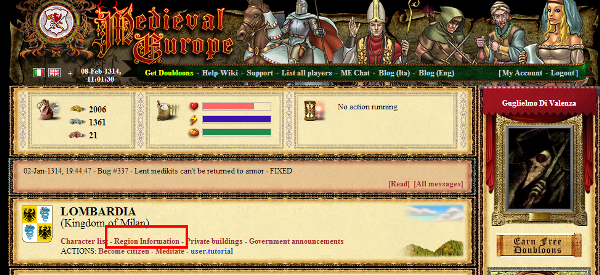 Medieval
Europe
08-Feb-1314,
11:01:30
Get Doubloons - Help-Wiki - Support - List all players - ME Chat - Blog (Ita) - Blog (Eng)
[ My Account - Logout ]
2006
1361
21
No action running
Guglielmo Di Valenza
02-Jan-1314, 19:44:47 - Bug #337 - Lent medikits can't be returned to armor - FIXED
[Read] [All messages]
LOMBARDIA
(Kingdom of Milan)
Character list - Region Information - Private buildings - Government announcements
ACTIONS: Become citizen - Meditate - user.tutorial
Earn Free
Doubloons